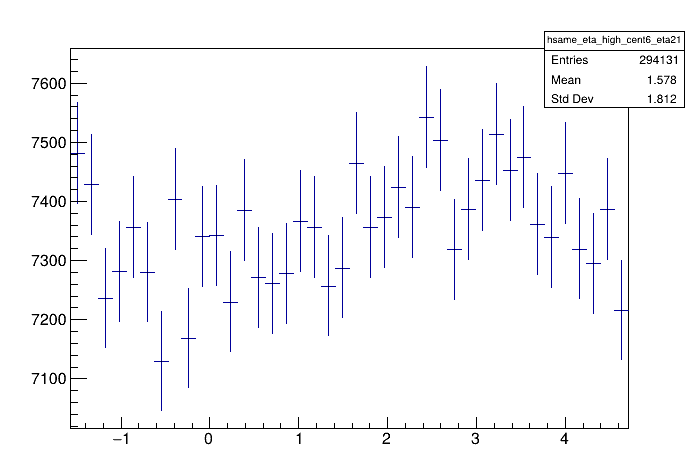 hsame_eta_high_cent6_eta21
Entries 294131
Mean 1.578
Std Dev 1.812
7600
7500
7400
7300
7200
7100
−1 0 1 2 3 4